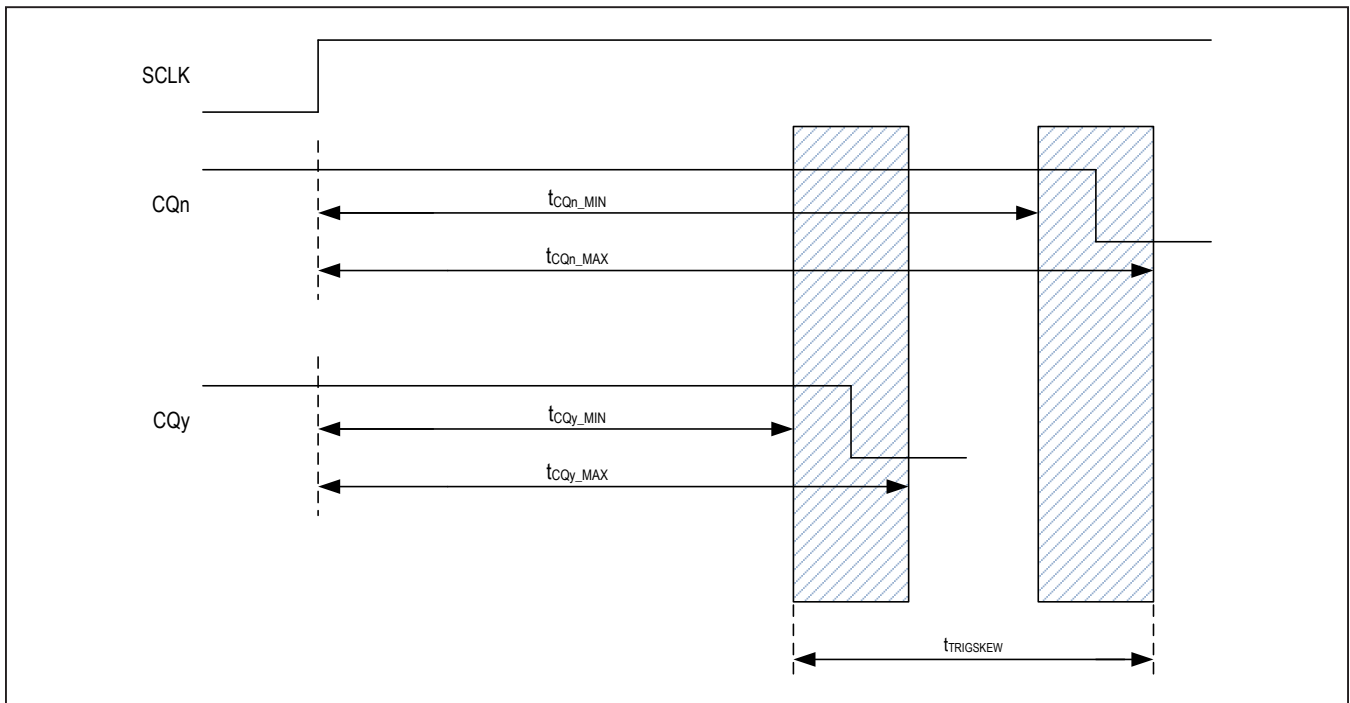 SCLK
CQn
tCQn_MIN
tCQn_MAX
CQy
tCQy_MIN
tCQy_MAX
tTRIGSKEW